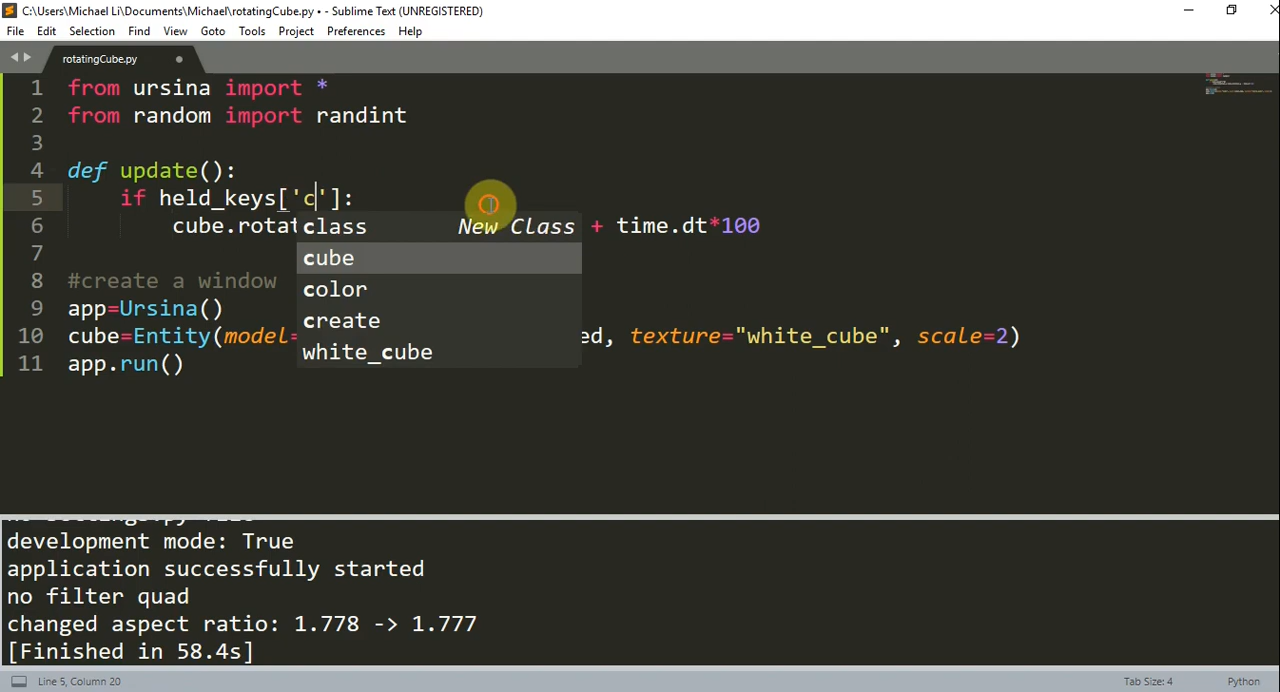 C:\Users\Michael Li\Documents\Michael\rotatingCube.py • - Sublime Text (UNREGISTERED)
File Edit Selection Find View Goto Tools Project Preferences Help
rotatingCube.py
1 from ursina import *
2 from random import randint
3
4 def update():
5 if held_keys['c']:
6 cube.rotat + time.dt*100
class New Class
cube
color
create
white_cube
7
8 #create a window
9 app=Ursina()
10 cube=Entity(model= ed, texture="white_cube", scale=2)
11 app.run()
development mode: True
application successfully started
no filter quad
changed aspect ratio: 1.778 -> 1.777
[Finished in 58.4s]
Line 5, Column 20 Tab Size: 4 Python